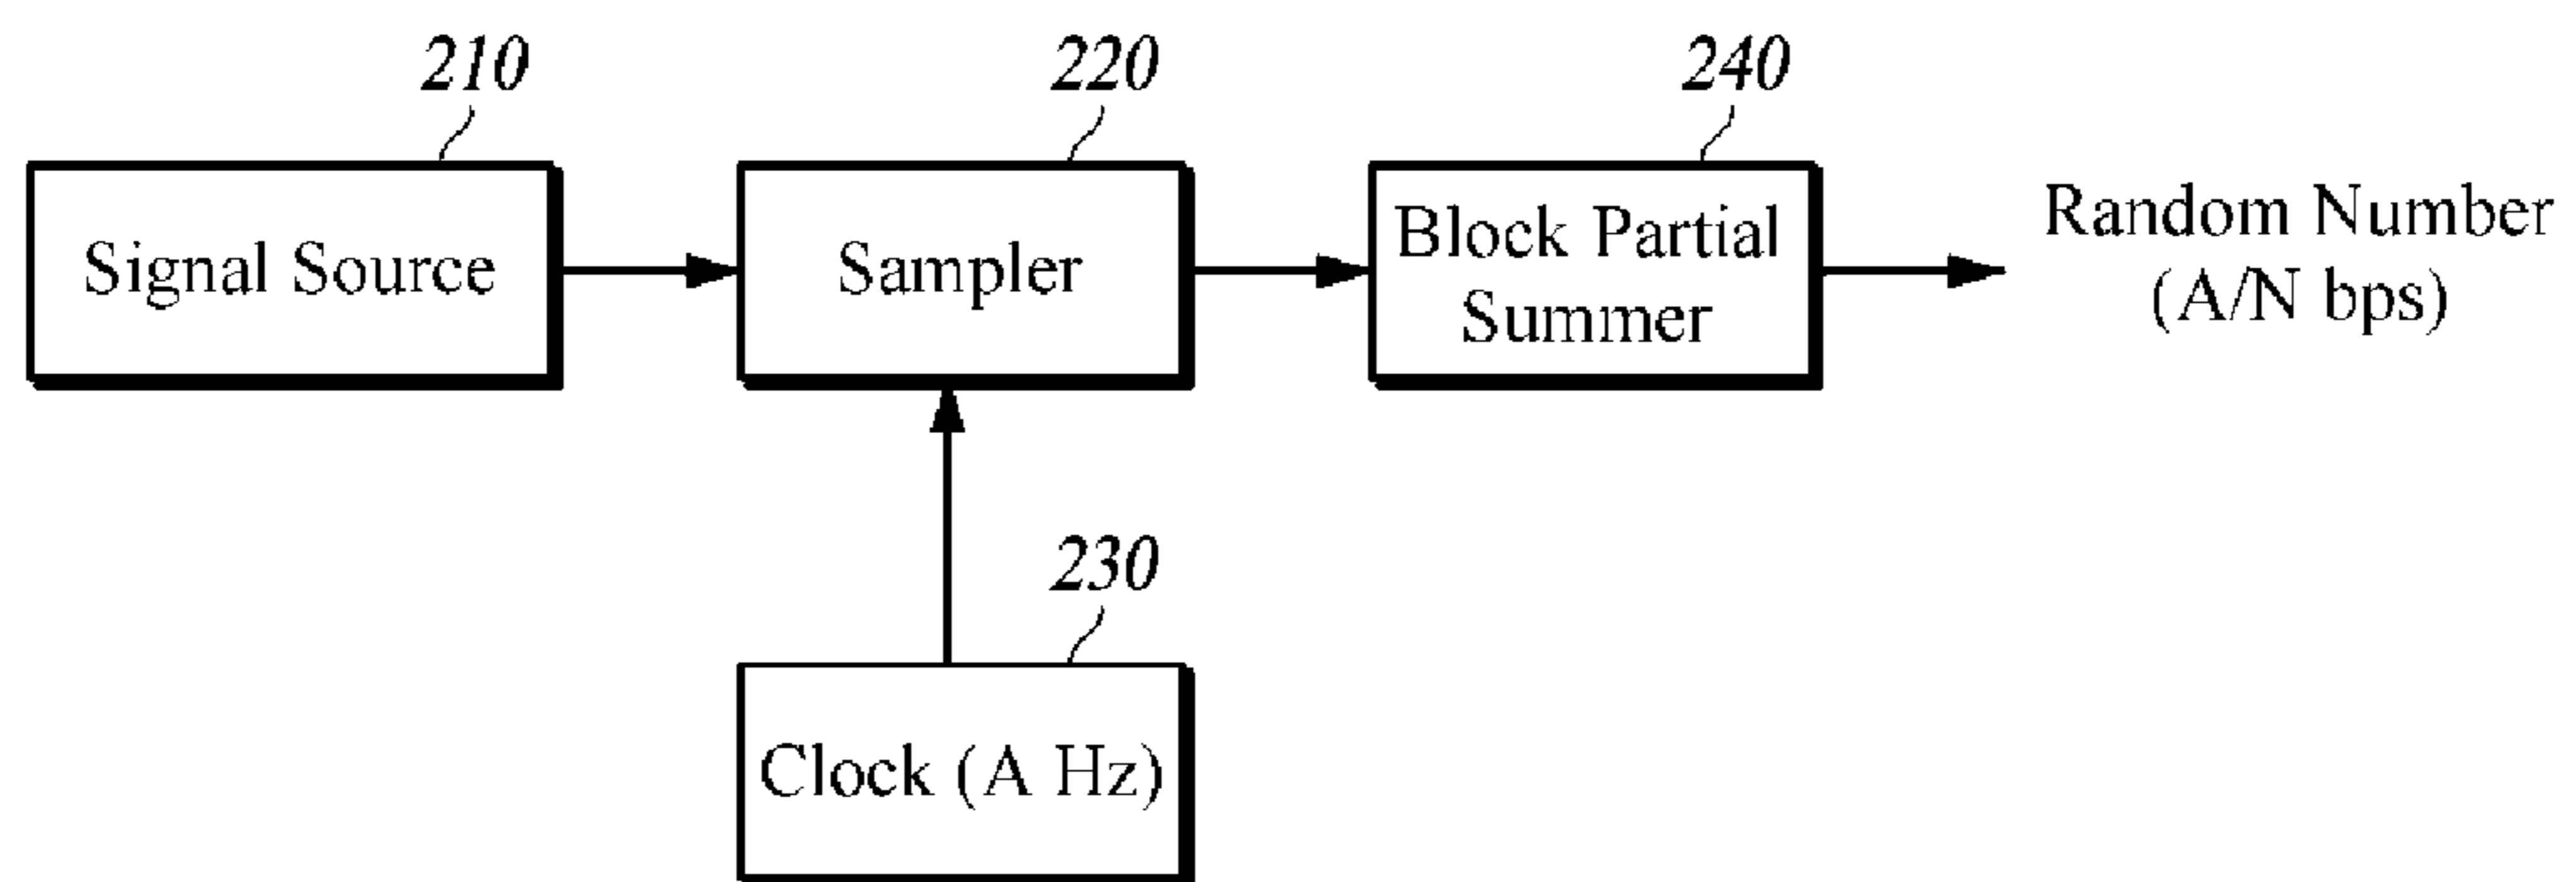 210
220
240
Signal Source
Sampler
Block Partial
Summer
Random Number
(A/N bps)
230
Clock (A Hz)